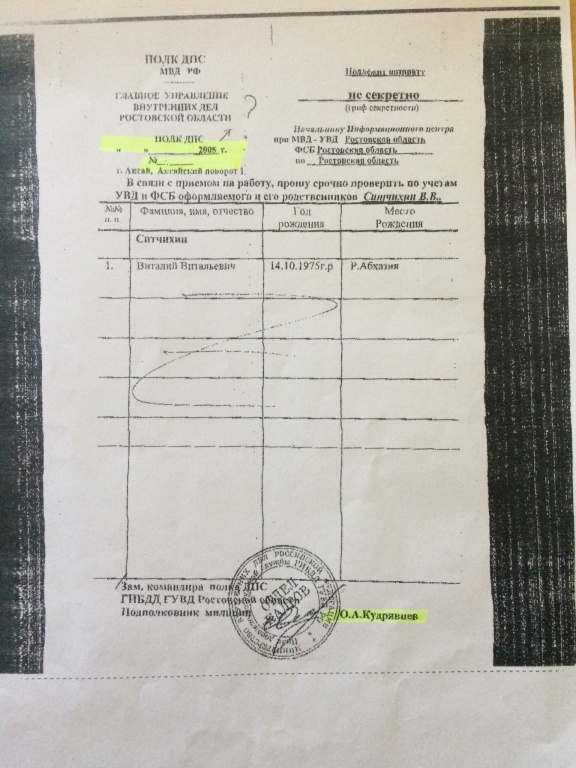 ПОЛК ДПС
МВД РФ
ГЛАВНОЕ УПРАВЛЕНИЕ
ВНУТРЕННИХ ДЕЛ
РОСТОВСКОЙ ОБЛАСТИ
?
ПОЛК ДПС
« » 2008 г.
№
г. Аксай, Аксайский поворот 1.
Подлежит возврату
не секретно
(гриф секретности)
Начальнику Информационного центра
при МВД - УВД Ростовская область
ФСБ Ростовская область
по Ростовская область
В связи с приемом на работу, прошу срочно проверить по учетам
УВД и ФСБ оформляемого и его родственников Ситчихин В.В.,
№№ п. п. Фамилия, имя, отчество Год рождения Место Рождения
Ситчихин
1. Виталий Витальевич 14.10.1975г.р Р.Абхазия
Зам. командира полка ДПС
ГИБДД ГУВД Ростовской области
Подполковник милиции О.А.Кудрявцев
ОТДЕЛ КАДРОВ